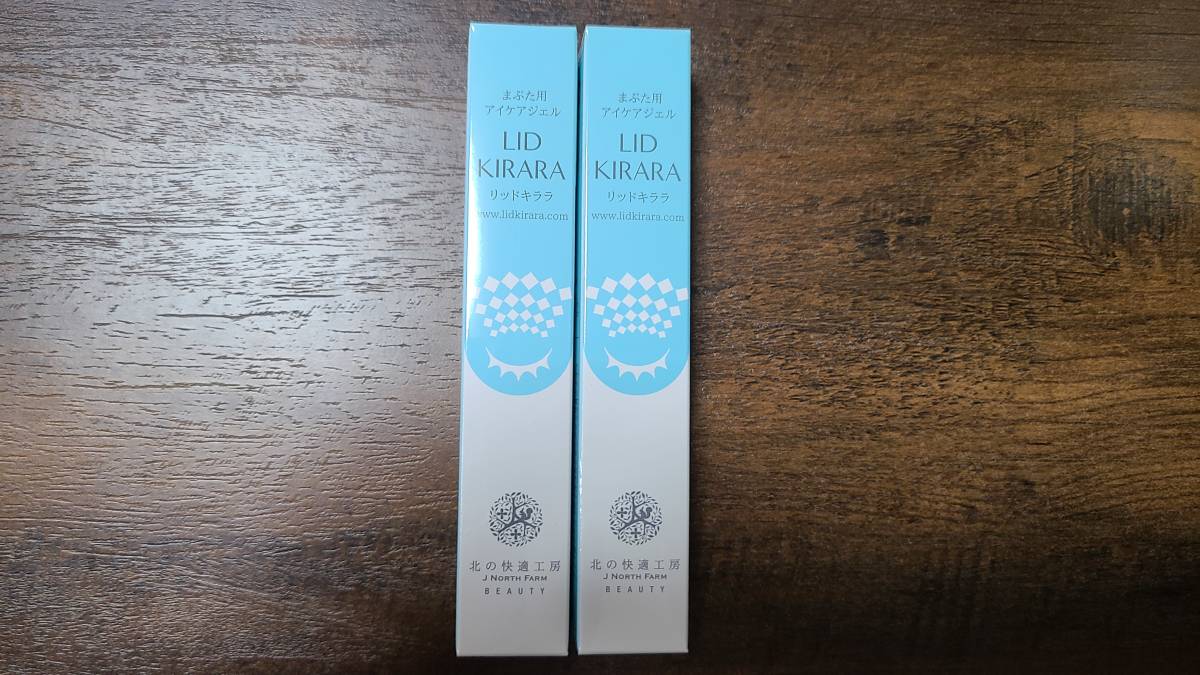 まぶた用
アイケアジェル
LID
KIRARA
リッドキララ
www.lidkirara.com
北の快適工房
J NORTH FARM
BEAUTY
まぶた用
アイケアジェル
LID
KIRARA
リッドキララ
www.lidkirara.com
北の快適工房
J NORTH FARM
BEAUTY